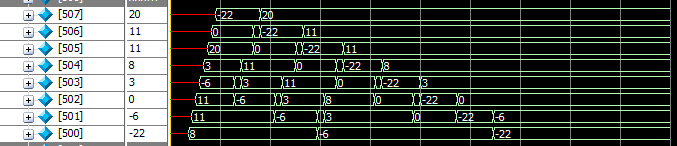 [507] 20 -22 20
[506] 11 0 -22 11
[505] 11 20 0 -22 11
[504] 8 3 11 0 -22 8
[503] 3 -6 3 11 0 -22 3
[502] 0 11 -6 3 8 0 -22 0
[501] -6 11 -6 3 0 -22 -6
[500] -22 8 -6 -22